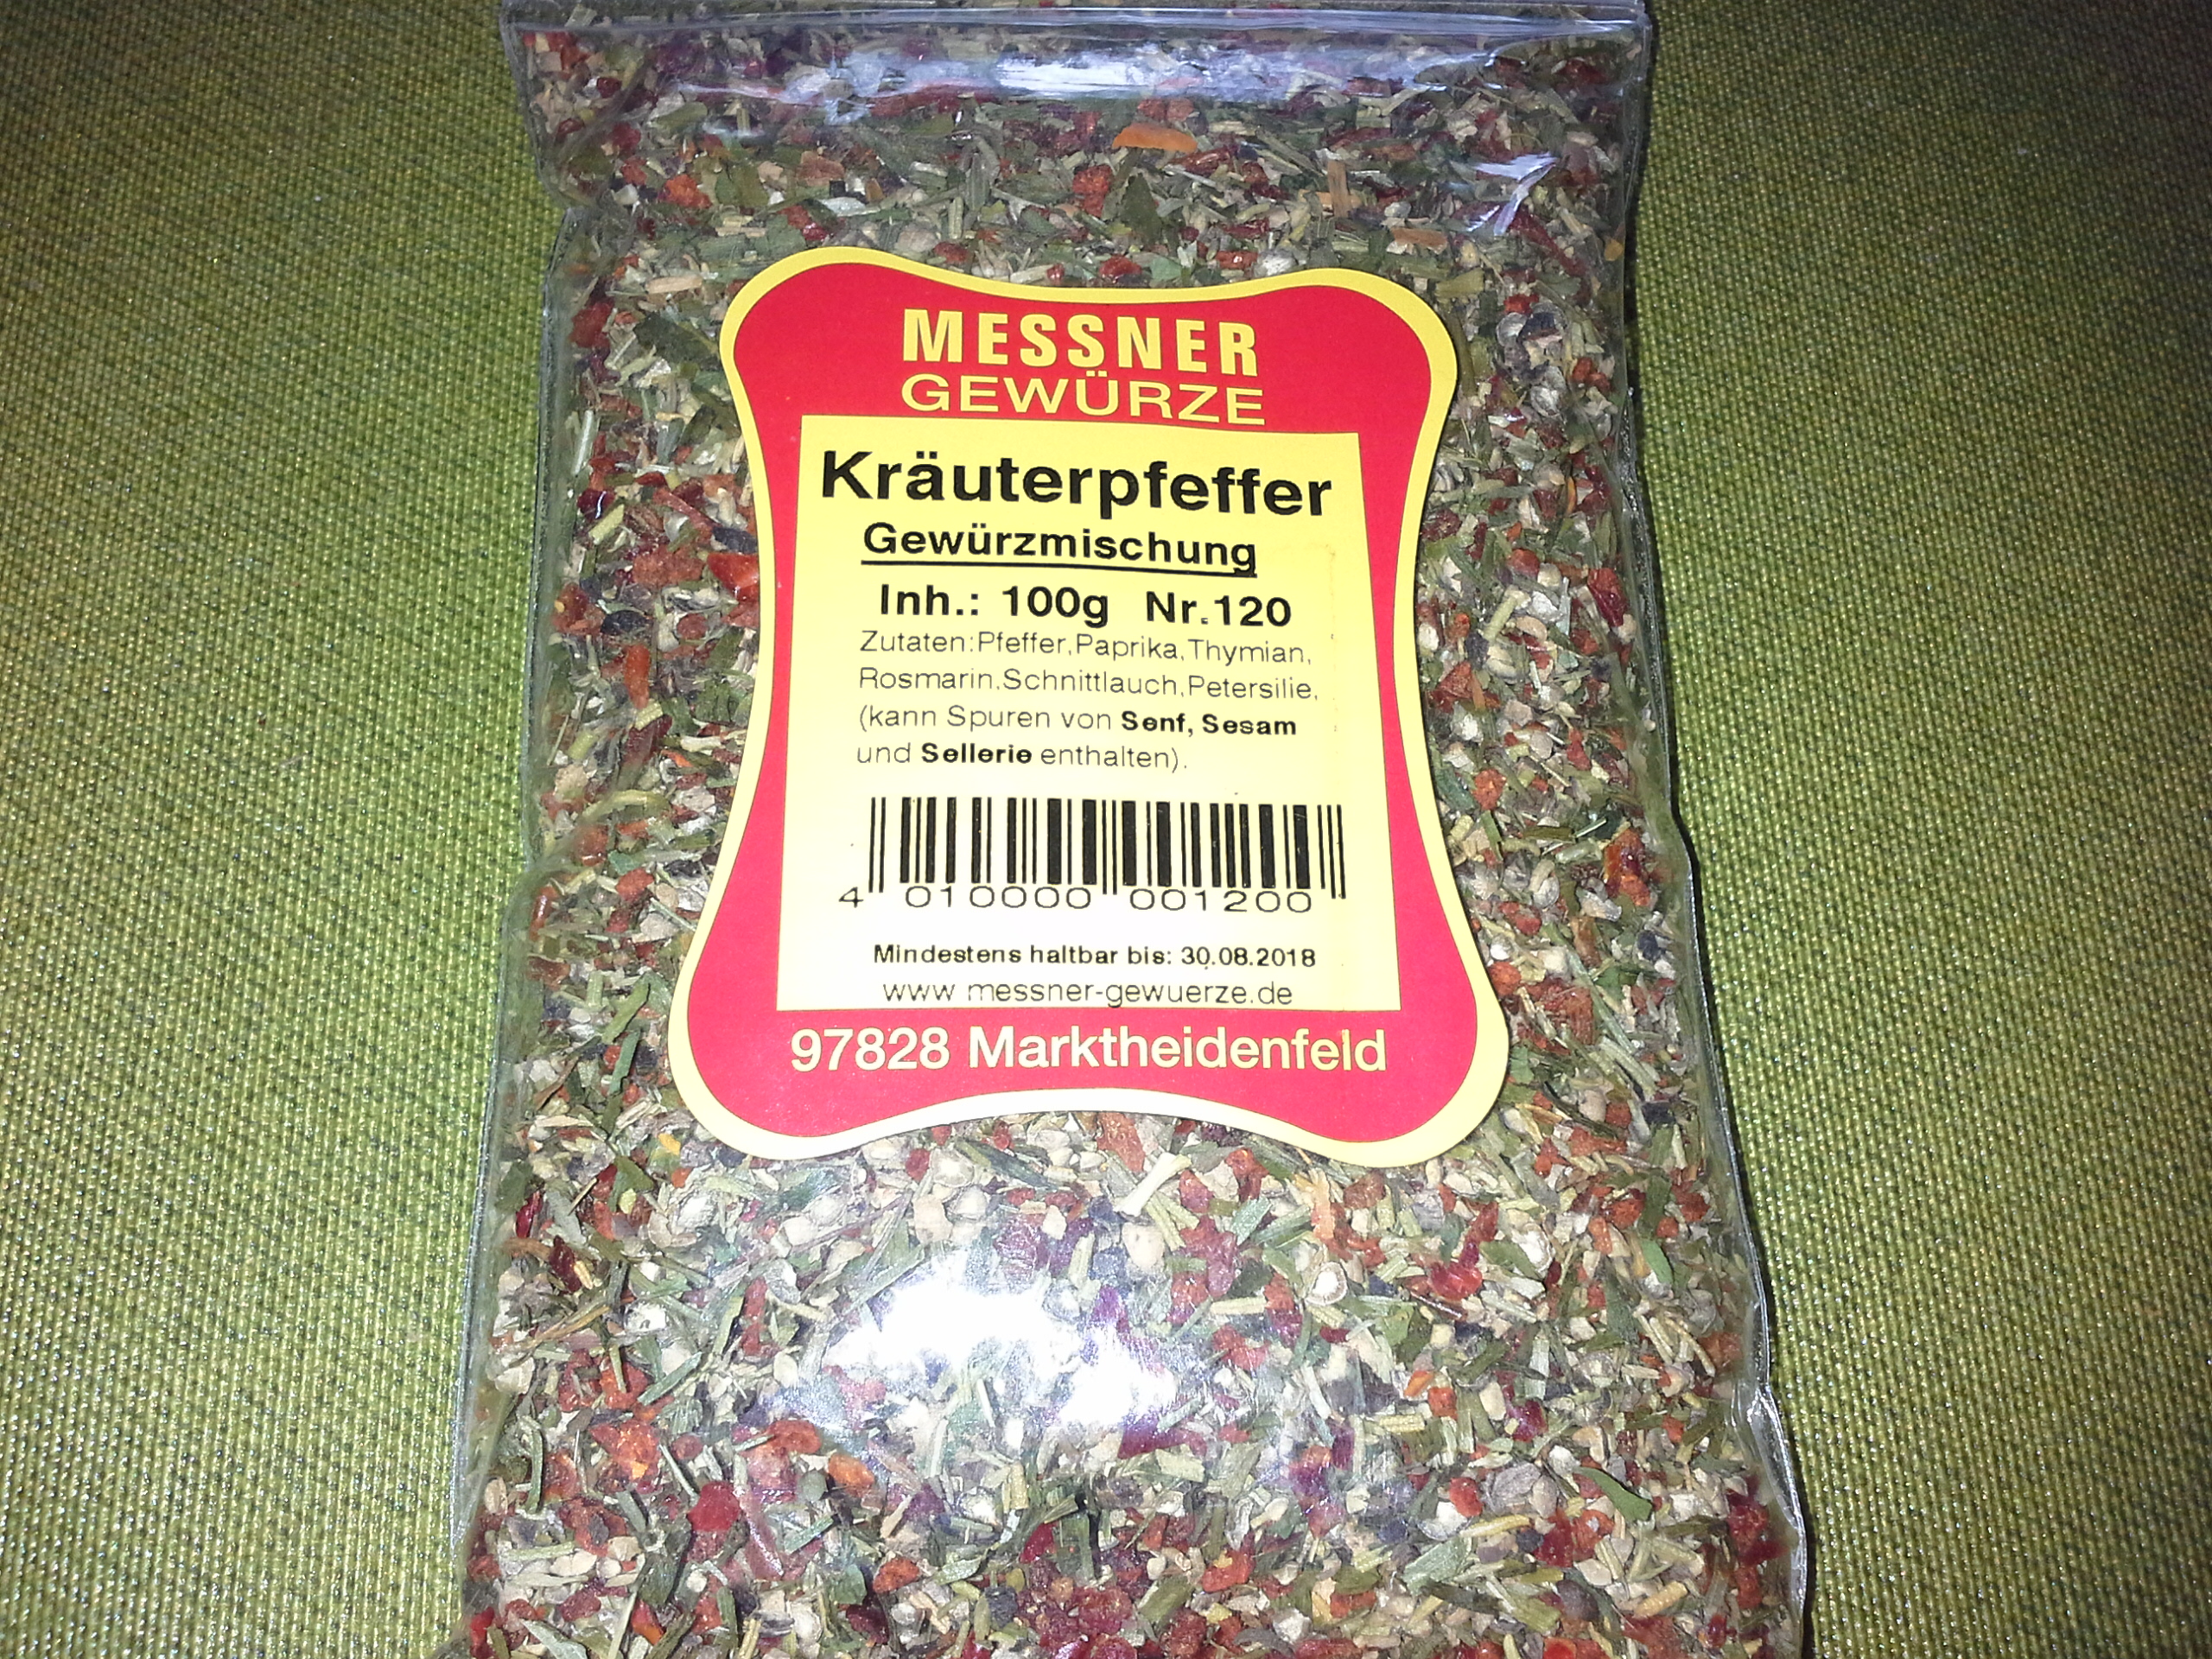 MESSNER
GEWÜRZE
Kräuterpfeffer
Gewürzmischung
Inh.: 100g Nr.120
Zutaten:Pfeffer,Paprika,Thymian,
Rosmarin,Schnittlauch,Petersilie,
(kann Spuren von Senf, Sesam
und Sellerie enthalten).
4 010000 001200
Mindestens haltbar bis: 30.08.2018
www messner-gewuerze.de
97828 Marktheidenfeld